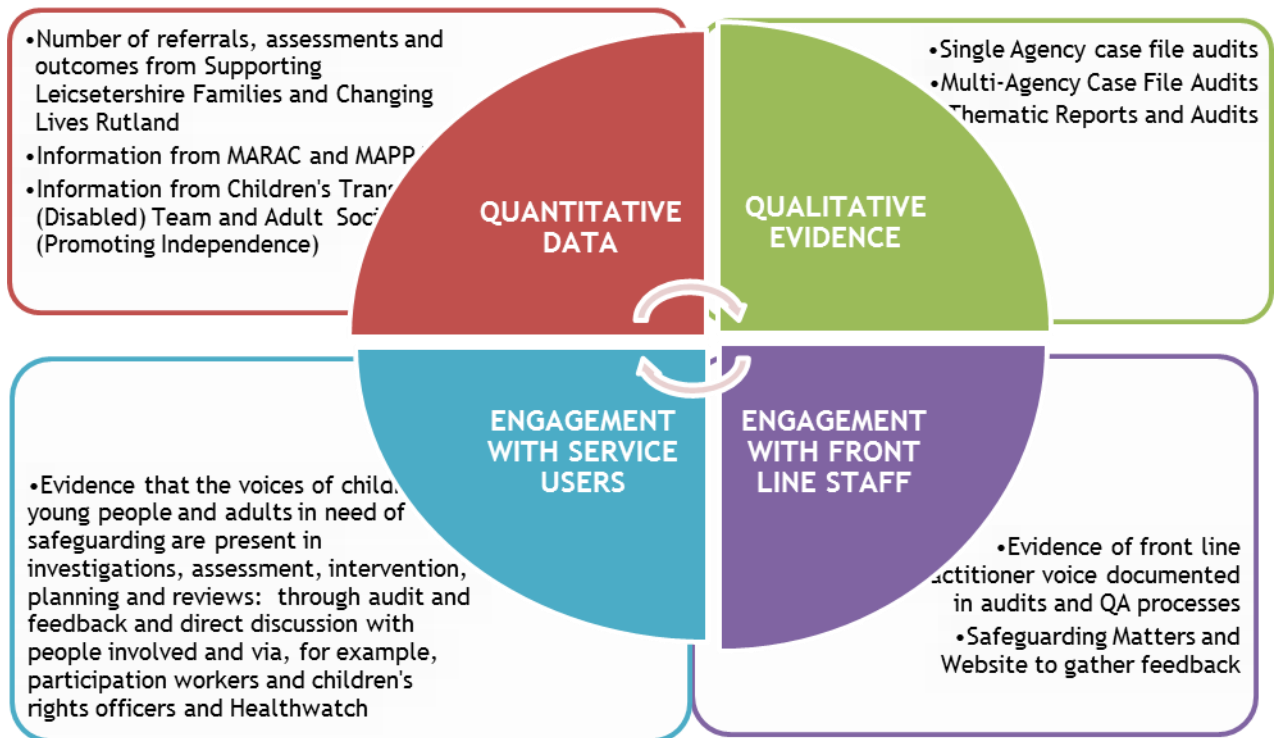 •Number of referrals, assessments and
outcomes from Supporting
Leicsetershire Families and Changing
Lives Rutland
•Information from MARAC and MAPP
•Information from Children's
(Disabled) Team and Adult
(Promoting Independence)
QUANTITATIVE
DATA
•Single Agency case file audits
•Multi-Agency Case File Audits
Thematic Reports and Audits
QUALITATIVE
EVIDENCE
•Evidence that the voices of
young people and adults in need of
safeguarding are present in
investigations, assessment, intervention,
planning and reviews: through audit and
feedback and direct discussion with
people involved and via, for example,
participation workers and children's
rights officers and Healthwatch
ENGAGEMENT
WITH SERVICE
USERS
ENGAGEMENT
WITH FRONT
LINE STAFF
•Evidence of front line
voice documented
in audits and QA processes
•Safeguarding Matters and
Website to gather feedback